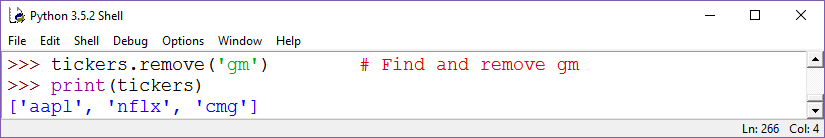 Python 3.5.2 Shell
File Edit Shell Debug Options Window Help
>>> tickers.remove('gm')         # Find and remove gm
>>> print(tickers)
['aapl', 'nflx', 'cmg']
Ln: 266 Col: 4